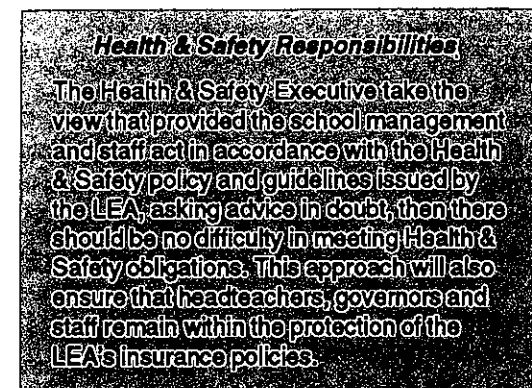 Health & Safety Responsibilities
The Health & Safety Executive take the
view that provided the school management
and staff act in accordance with the Health
& Safety policy and guidelines issued by
the LEA, asking advice in doubt, then there
should be no difficulty in meeting Health &
Safety obligations. This approach will also
ensure that headteachers, governors and
staff remain within the protection of the
LEA's insurance policies.